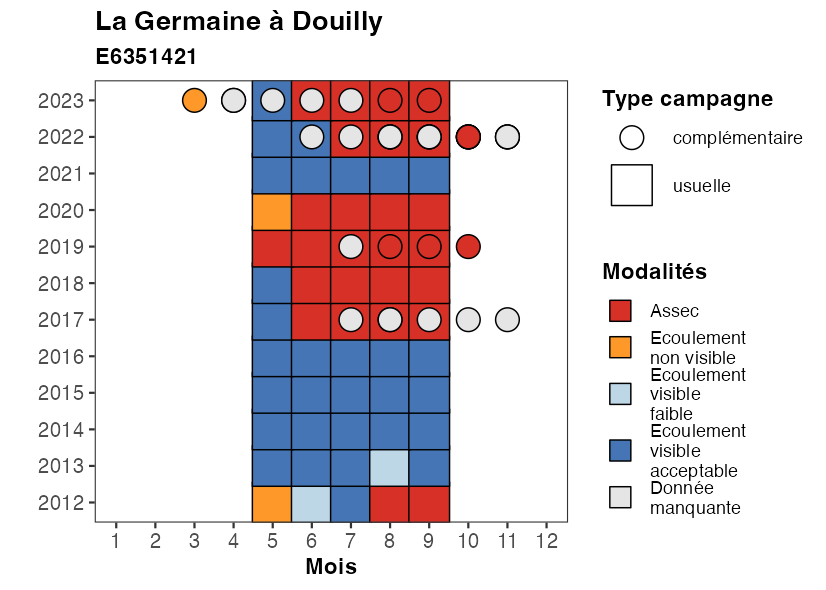 La Germaine à Douilly
E6351421
2023
2022
2021
2020
2019
2018
2017
2016
2015
2014
2013
2012
1 2 3 4 5 6 7 8 9 10 11 12
Mois
Type campagne
complémentaire
usuelle
Modalités
Assec
Ecoulement
non visible
Ecoulement
visible
faible
Ecoulement
visible
acceptable
Donnée
manquante